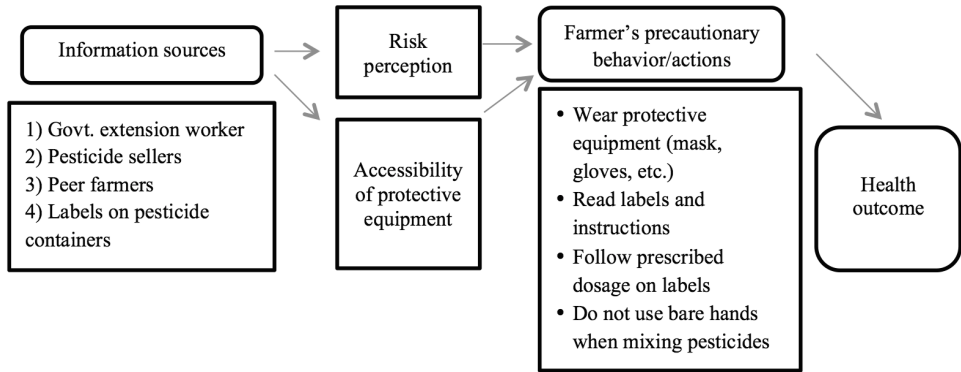 Information sources
1) Govt. extension worker
2) Pesticide sellers
3) Peer farmers
4) Labels on pesticide
containers
Risk
perception
Accessibility
of protective
equipment
Farmer's precautionary
behavior/actions
• Wear protective
equipment (mask,
gloves, etc.)
• Read labels and
instructions
• Follow prescribed
dosage on labels
• Do not use bare hands
when mixing pesticides
Health
outcome